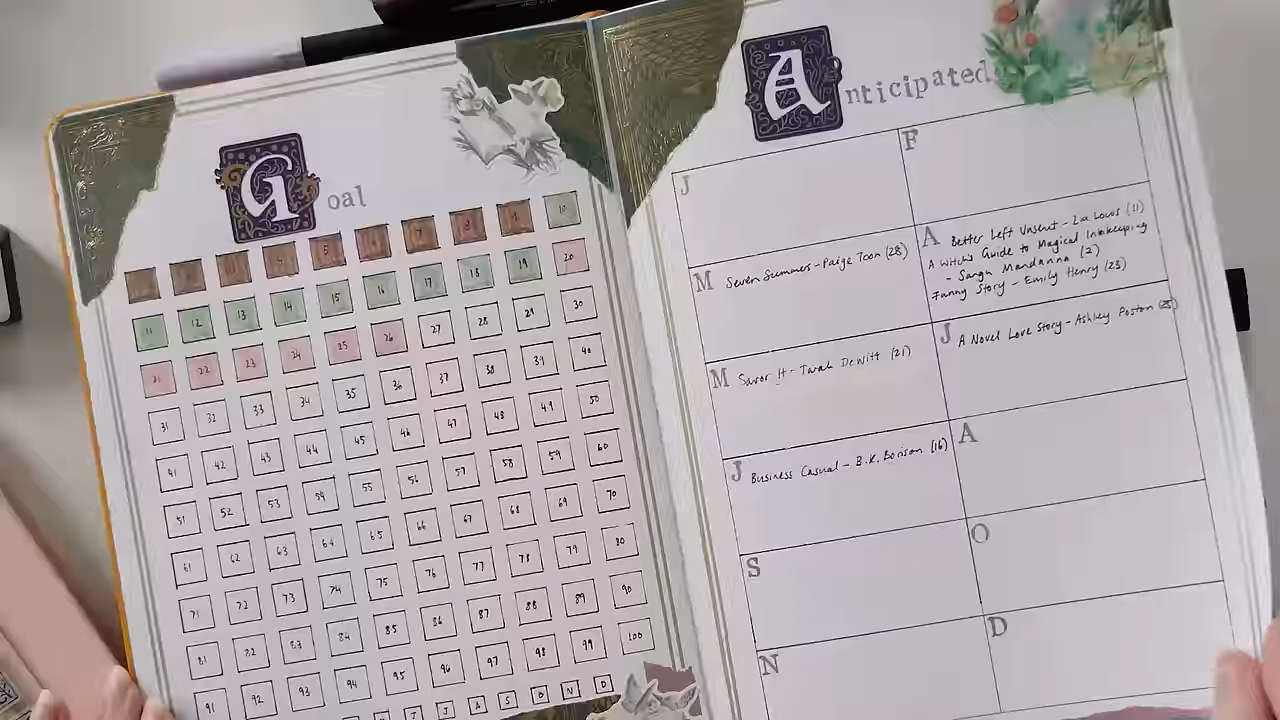 Goal
4 5 6 7 8 9 10
11 12 13 14 15 16 17 18 19 20
21 22 23 24 25 26 27 28 29 30
31 32 33 34 35 36 37 38 39 40
41 42 43 44 45 46 47 48 49 50
51 52 53 54 55 56 57 58 59 60
61 62 63 64 65 66 67 68 69 70
71 72 73 74 75 76 77 78 79 80
81 82 83 84 85 86 87 88 89 90
91 92 93 94 95 96 97 98 99 100
J A S O N D
Anticipated
J
F
M Seven Summers - Paige Toon (28)
A Better Left Unsent - Lia Louis (11)
A Witch's Guide to Magical Innkeeping
- Sangu Mandanna (2)
Funny Story - Emily Henry (23)
M Savor It - Tarah Dewitt (21)
J A Novel Love Story - Ashley Poston (25)
J Business Casual - B.K. Borison (16)
A
S
O
N
D